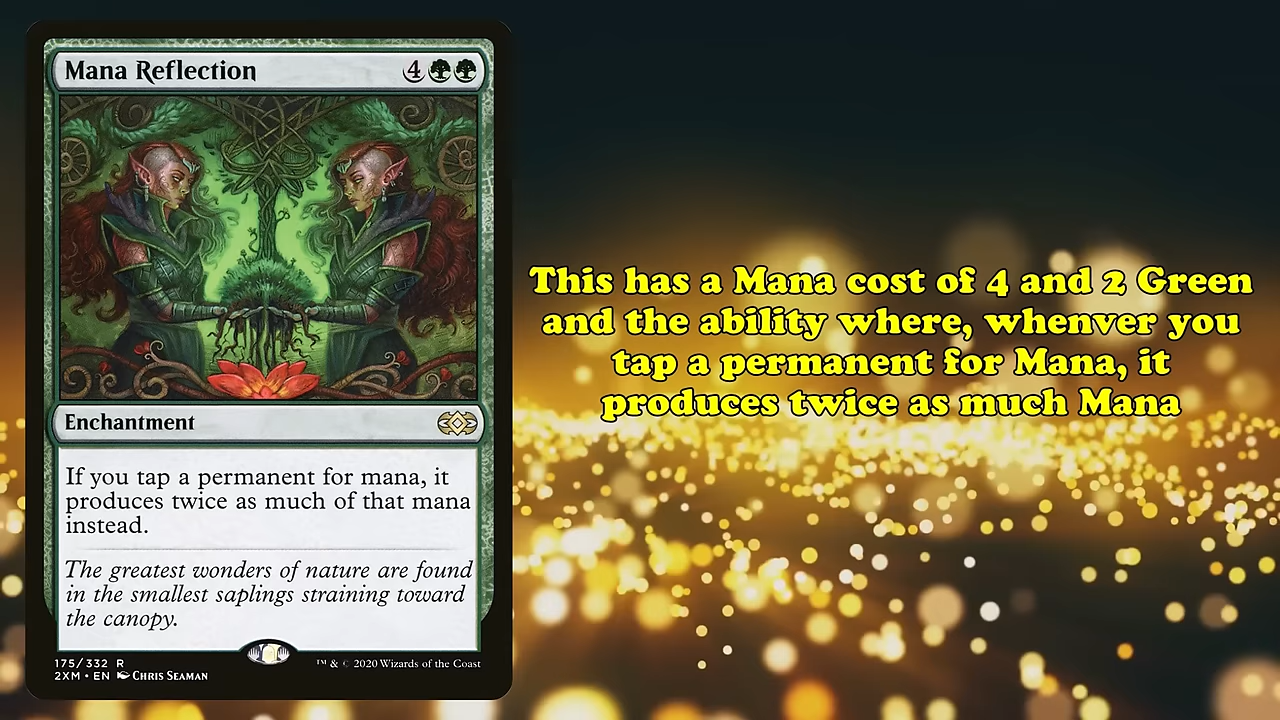 Mana Reflection 4
Enchantment
If you tap a permanent for mana, it
produces twice as much of that mana
instead.
The greatest wonders of nature are found
in the smallest saplings straining toward
the canopy.
175/332 R
2XM • EN Chris Seaman
™ & © 2020 Wizards of the Coast
This has a Mana cost of 4 and 2 Green
and the ability where, whenver you
tap a permanent for Mana, it
produces twice as much Mana